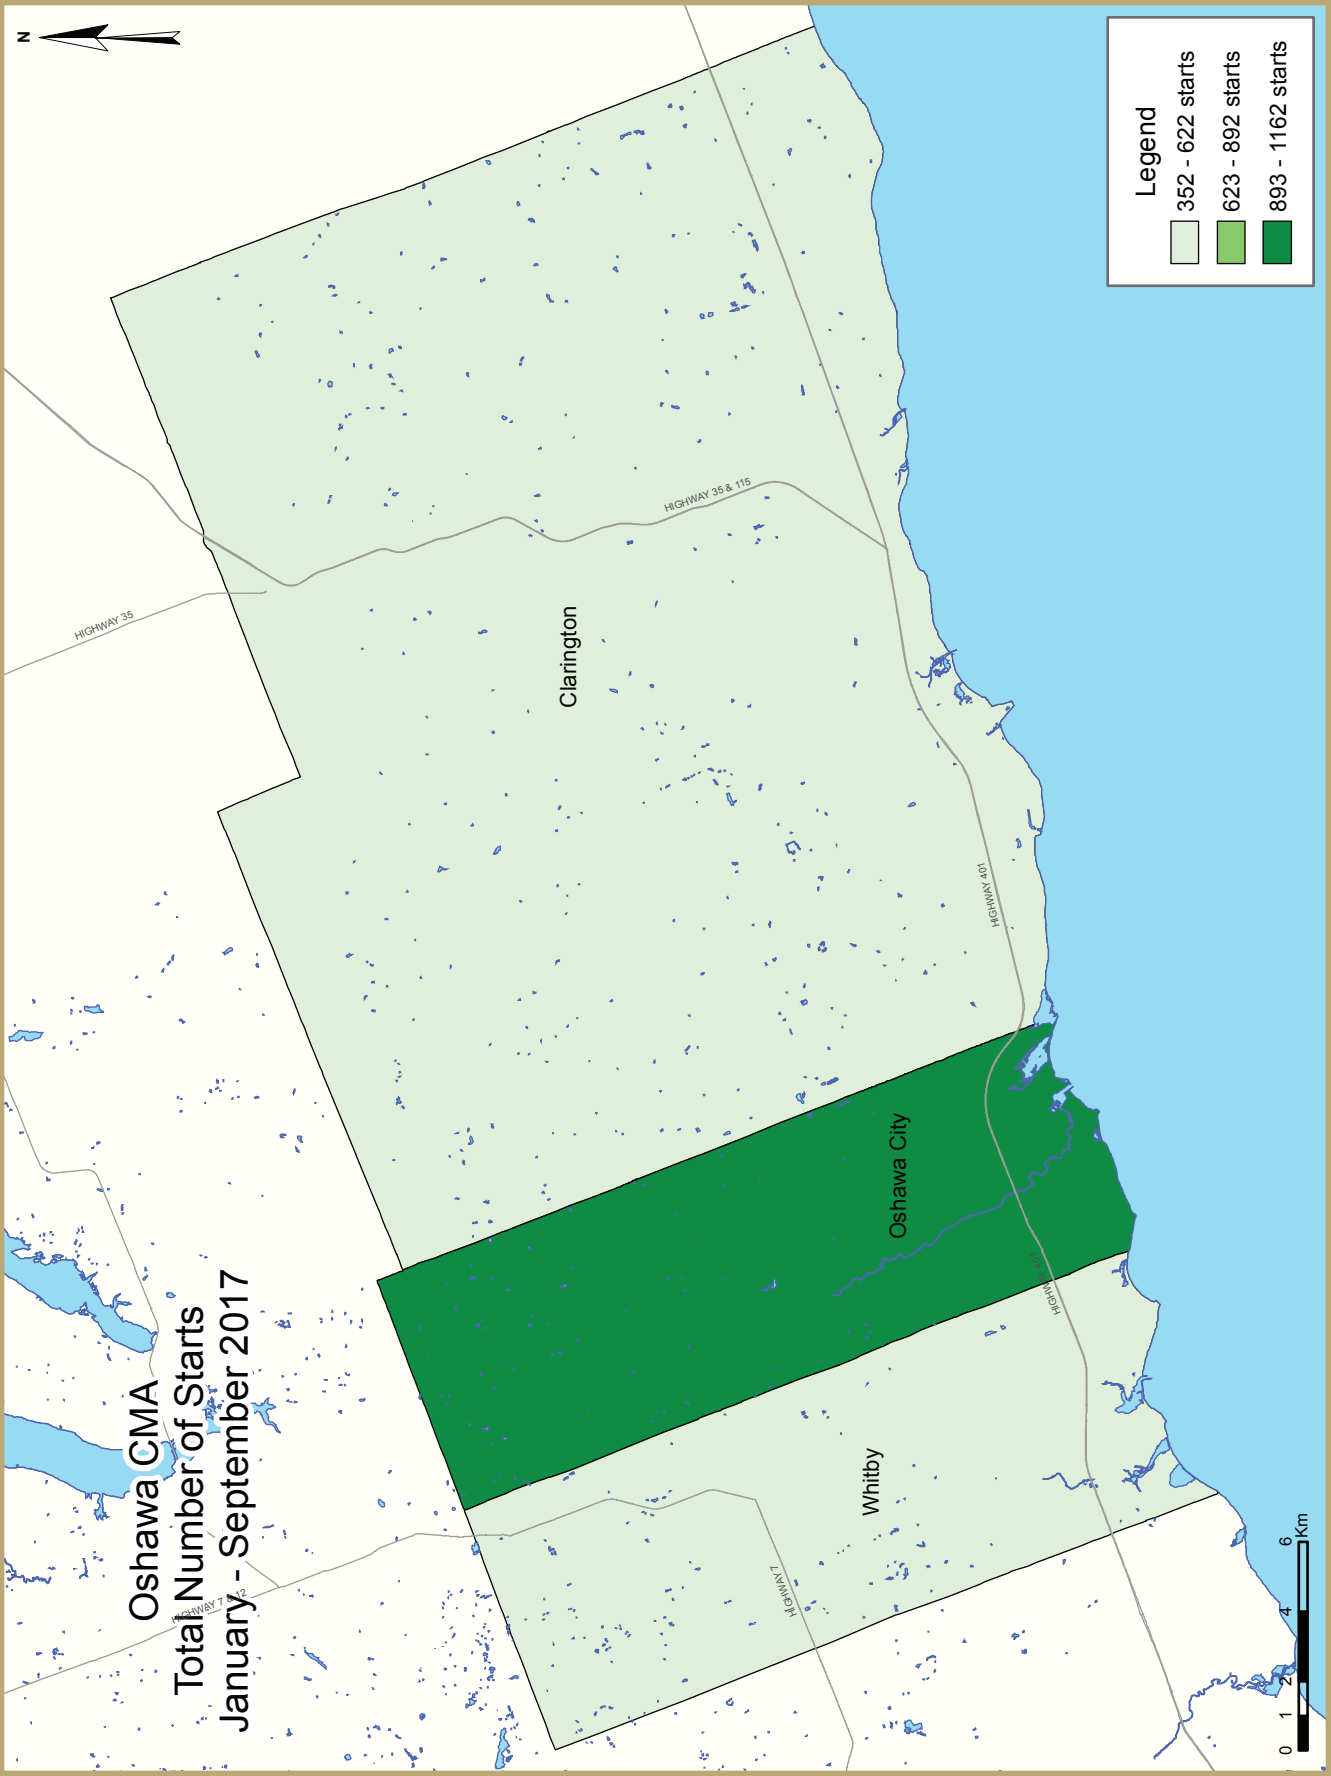 Oshawa CMA
Total Number of Starts
January - September 2017
N
HIGHWAY 7 & 12
HIGHWAY 35
HIGHWAY 35 & 115
Clarington
HIGHWAY 401
Oshawa City
HIGHWAY 401
Whitby
HIGHWAY 7
Legend
352 - 622 starts
623 - 892 starts
893 - 1162 starts
0 1 2 4 6
Km